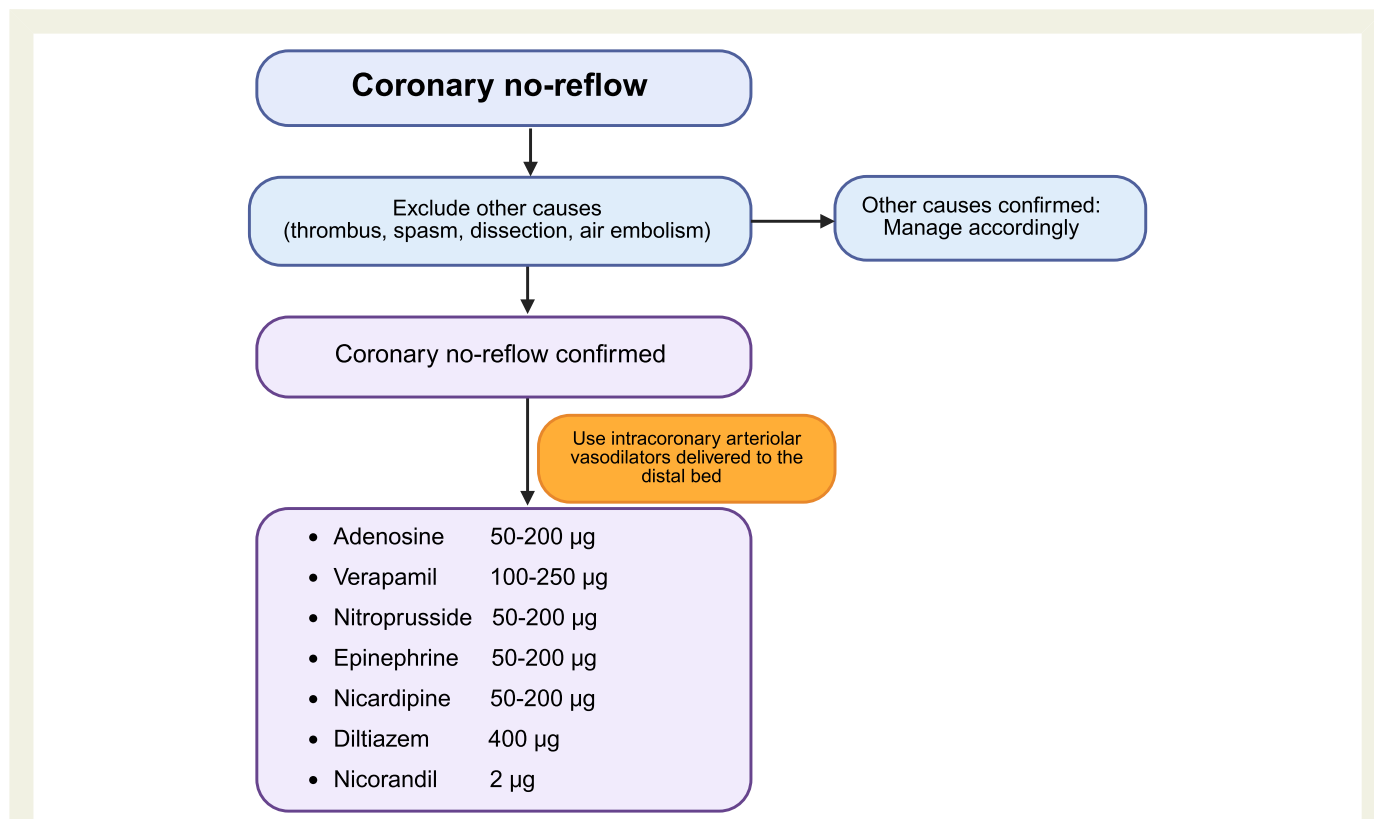 Coronary no-reflow
Exclude other causes
(thrombus, spasm, dissection, air embolism)
Other causes confirmed:
Manage accordingly
Coronary no-reflow confirmed
Use intracoronary arteriolar
vasodilators delivered to the
distal bed
• Adenosine 50-200 µg
• Verapamil 100-250 µg
• Nitroprusside 50-200 µg
• Epinephrine 50-200 µg
• Nicardipine 50-200 µg
• Diltiazem 400 µg
• Nicorandil 2 µg